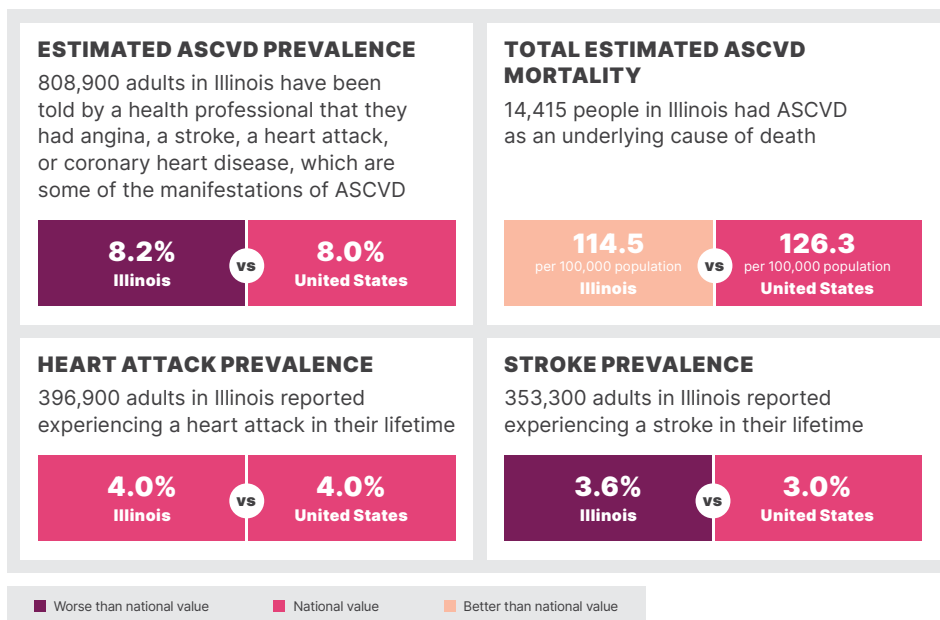 ESTIMATED ASCVD PREVALENCE
808,900 adults in Illinois have been
told by a health professional that they
had angina, a stroke, a heart attack,
or coronary heart disease, which are
some of the manifestations of ASCVD
8.2%
Illinois
vs
8.0%
United States
TOTAL ESTIMATED ASCVD
MORTALITY
14,415 people in Illinois had ASCVD
as an underlying cause of death
114.5
per 100,000 population
Illinois
vs
126.3
per 100,000 population
United States
HEART ATTACK PREVALENCE
396,900 adults in Illinois reported
experiencing a heart attack in their lifetime
4.0%
Illinois
vs
4.0%
United States
STROKE PREVALENCE
353,300 adults in Illinois reported
experiencing a stroke in their lifetime
3.6%
Illinois
vs
3.0%
United States
Worse than national value
National value
Better than national value